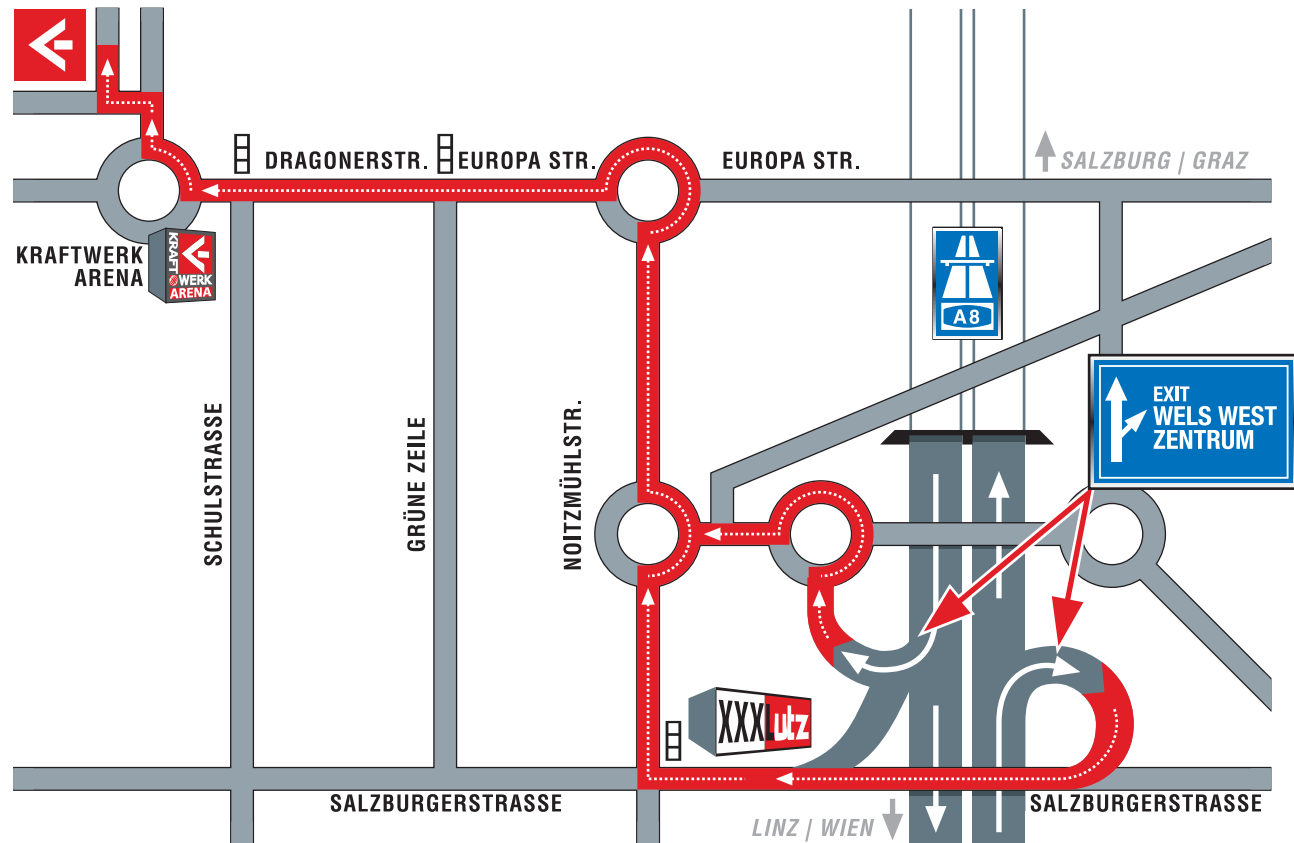 DRAGONERSTR.
EUROPA STR.
EUROPA STR.
SALZBURG | GRAZ
KRAFTWERK
ARENA
KRAFT
WERK
ARENA
A8
EXIT
WELS WEST
ZENTRUM
SCHULSTRASSE
GRÜNE ZEILE
NOITZMÜHLSTR.
XXXLutz
SALZBURGERSTRASSE
SALZBURGERSTRASSE
LINZ | WIEN